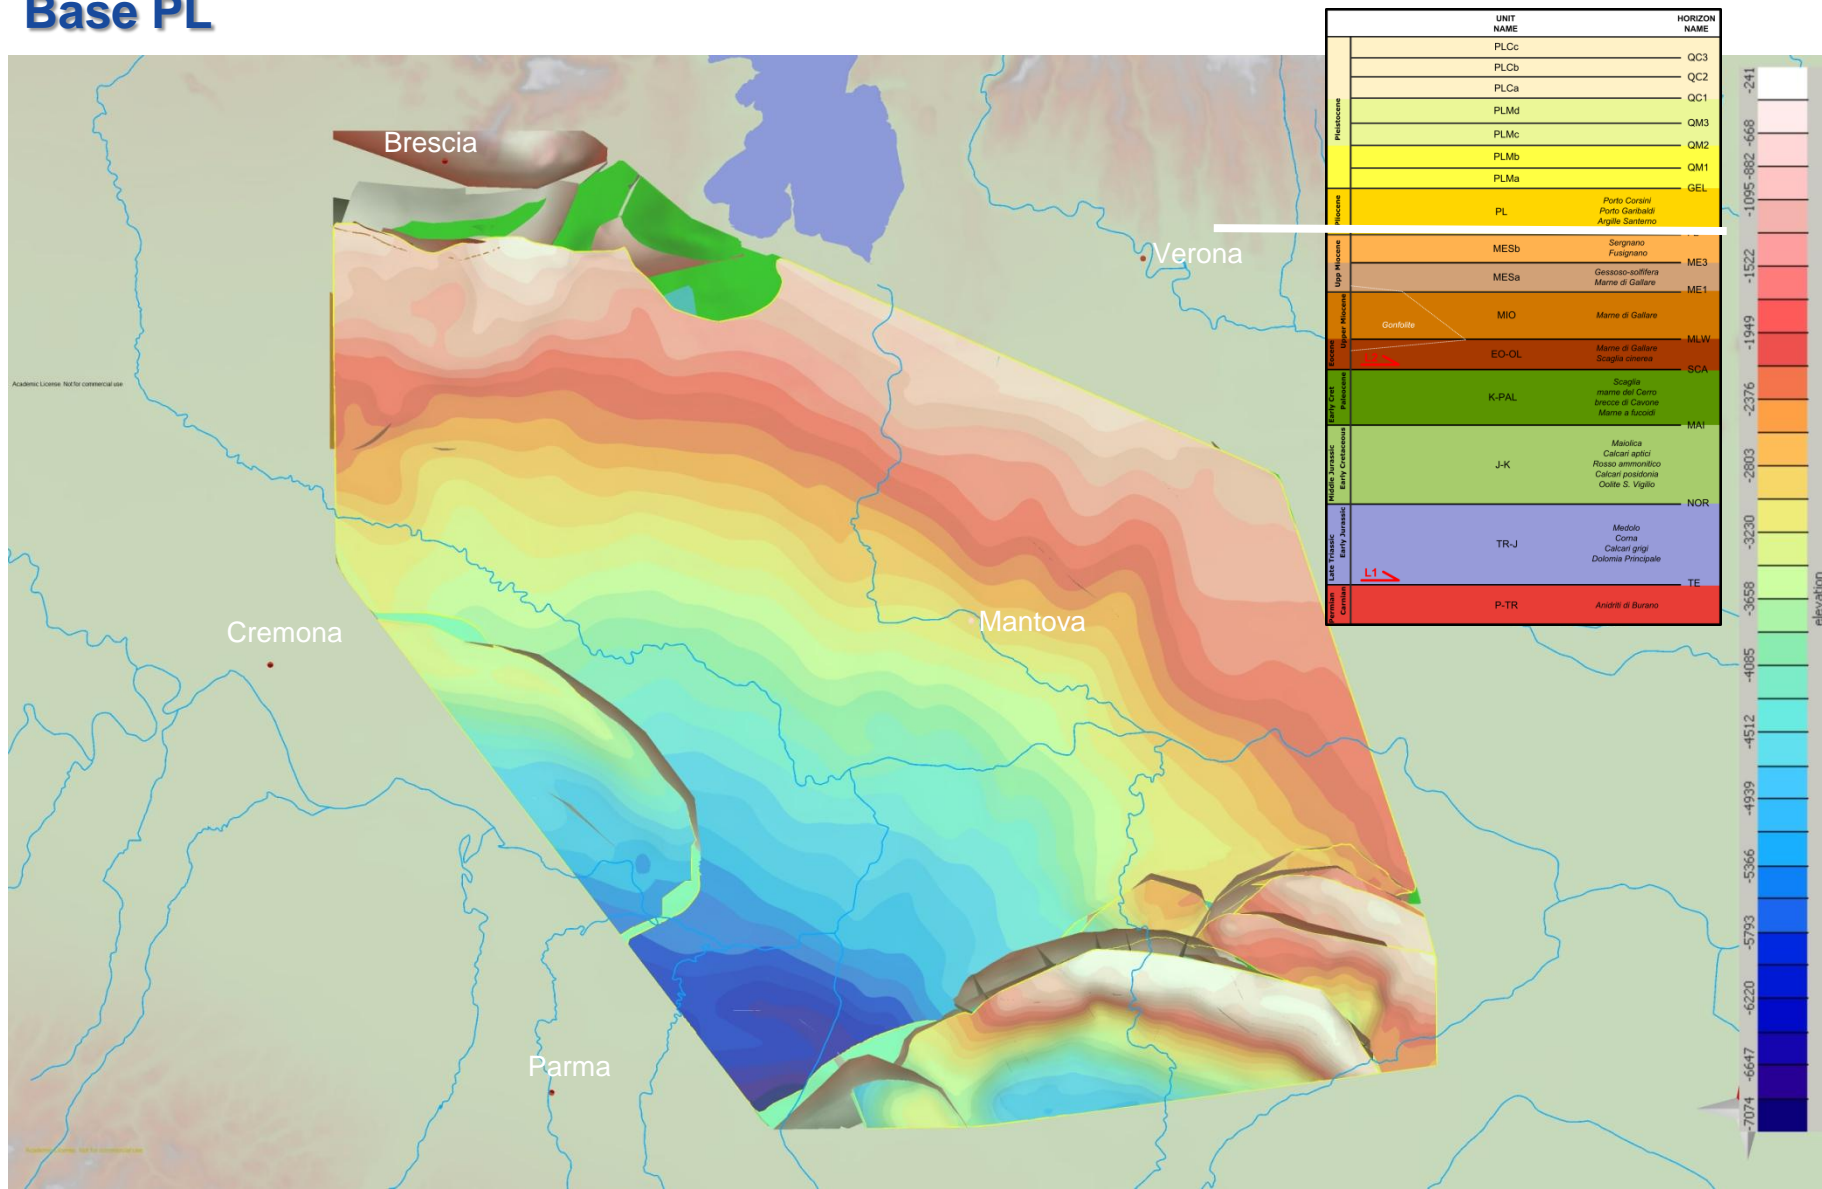 Base PL
UNIT NAME
HORIZON NAME
PLCc
QC3
PLCb
QC2
PLCa
QC1
Pleistocene
PLMd
QM3
PLMc
QM2
PLMb
QM1
PLMa
GEL
Pliocene
PL
Porto Corsini
Porto Garibaldi
Argille Santerno
Upp Miocene
MESb
Sergnano
Fusignano
ME3
MESa
Gessoso-solfifera
Marne di Gallare
ME1
Upper Miocene
Gonfolite
MIO
Marne di Gallare
MLW
Eocene
EO-OL
Marne di Gallare
Scaglia cinerea
L2
SCA
Early Cret
Paleocene
K-PAL
Scaglia
marne del Cerro
brecce di Cavone
Marne a fucoidi
MAI
Middle Jurassic
Early Cretaceous
J-K
Maiolica
Calcari aptici
Rosso ammonitico
Calcari posidonia
Oolite S. Vigilio
NOR
Late Triassic
Early Jurassic
TR-J
Medolo
Corna
Calcari grigi
Dolomia Principale
L1
TE
Permian
Carnian
P-TR
Anidriti di Burano
Brescia
Verona
Mantova
Cremona
Parma
Academic License. Not for commercial use
Academic License. Not for commercial use
-241
-668
-882
-1095
-1522
-1949
-2376
-2803
-3230
-3658
-4085
-4512
-4939
-5366
-5793
-6220
-6647
-7074
elevation